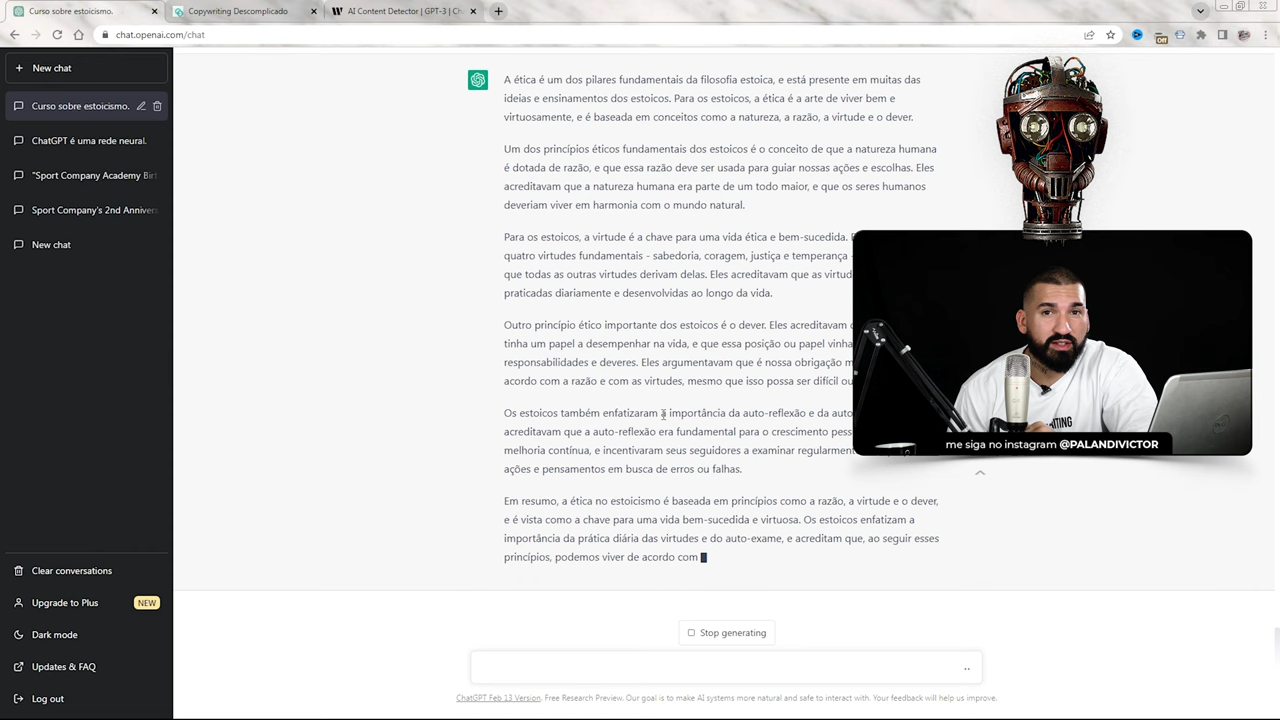 Curso sobre estoicismo.
Copywriting Descomplicado
AI Content Detector | GPT-3 | Ch
chat.openai.com/chat
Off
New chat
Curso sobre estoicismo.
ChatGPT é uma rede neural.
"Sport Company Academy Birt
Sport Company's 2nd Annivers
New chat
Clear conversations
Upgrade to Plus NEW
Dark mode
Updates & FAQ
Log out
A ética é um dos pilares fundamentais da filosofia estoica, e está presente em muitas das
ideias e ensinamentos dos estoicos. Para os estoicos, a ética é a arte de viver bem e
virtuosamente, e é baseada em conceitos como a natureza, a razão, a virtude e o dever.
Um dos princípios éticos fundamentais dos estoicos é o conceito de que a natureza humana
é dotada de razão, e que essa razão deve ser usada para guiar nossas ações e escolhas. Eles
acreditavam que a natureza humana era parte de um todo maior, e que os seres humanos
deveriam viver em harmonia com o mundo natural.
Para os estoicos, a virtude é a chave para uma vida ética e bem-sucedida.
quatro virtudes fundamentais - sabedoria, coragem, justiça e temperança -
que todas as outras virtudes derivam delas. Eles acreditavam que as virtud
praticadas diariamente e desenvolvidas ao longo da vida.
Outro princípio ético importante dos estoicos é o dever. Eles acreditavam
tinha um papel a desempenhar na vida, e que essa posição ou papel vinha
responsabilidades e deveres. Eles argumentavam que é nossa obrigação m
acordo com a razão e com as virtudes, mesmo que isso possa ser difícil ou
Os estoicos também enfatizaram a importância da auto-reflexão e da auto
acreditavam que a auto-reflexão era fundamental para o crescimento pess
melhoria contínua, e incentivaram seus seguidores a examinar regularment
ações e pensamentos em busca de erros ou falhas.
Em resumo, a ética no estoicismo é baseada em princípios como a razão, a virtude e o dever,
e é vista como a chave para uma vida bem-sucedida e virtuosa. Os estoicos enfatizam a
importância da prática diária das virtudes e do auto-exame, e acreditam que, ao seguir esses
princípios, podemos viver de acordo com
me siga no instagram @PALANDIVICTOR
Stop generating
ChatGPT Feb 13 Version. Free Research Preview. Our goal is to make AI systems more natural and safe to interact with. Your feedback will help us improve.